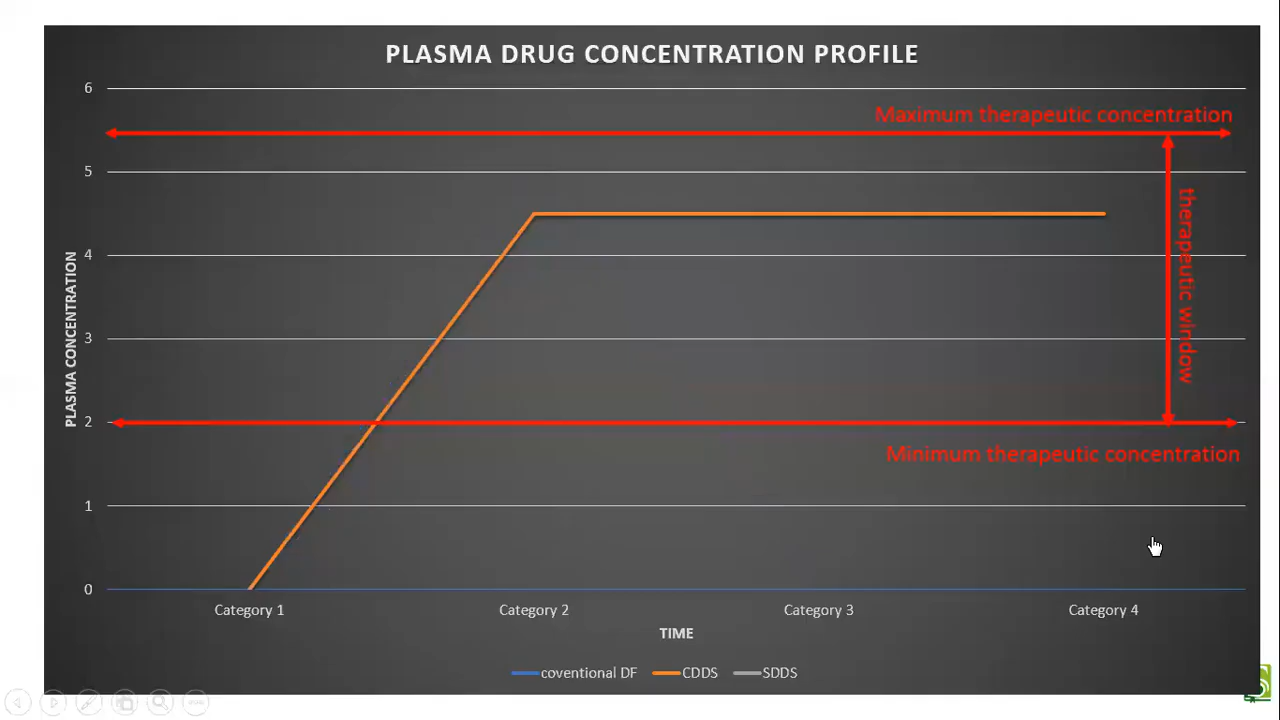 PLASMA DRUG CONCENTRATION PROFILE
6
Maximum therapeutic concentration
5
therapeutic window
4
PLASMA CONCENTRATION
3
2
Minimum therapeutic concentration
1
0
Category 1 Category 2 Category 3 Category 4
TIME
coventional DF CDDS SDDS